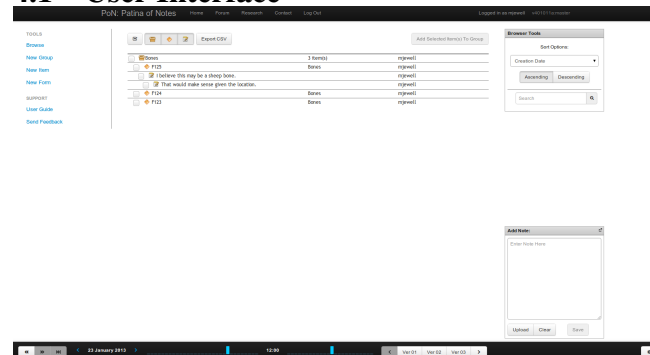 4.1 User Interface
PoN: Patina of Notes Home Forum Research Contact Log Out Logged in as mjewell
TOOLS
Browse
New Group
New Item
New Form
SUPPORT
User Guide
Send Feedback
Export CSV Add Selected Item(s) To Group
Bones 3 item(s) mjewell
F125 Bones mjewell
I believe this may be a sheep bone. mjewell
That would make sense given the location. mjewell
F124 Bones mjewell
F123 Bones mjewell
Browser Tools
Sort Options:
Creation Date
Ascending Descending
Search
Add Note:
Enter Note Here
Upload Clear Save
23 January 2013 12:00 Ver 01 Ver 02 Ver 03